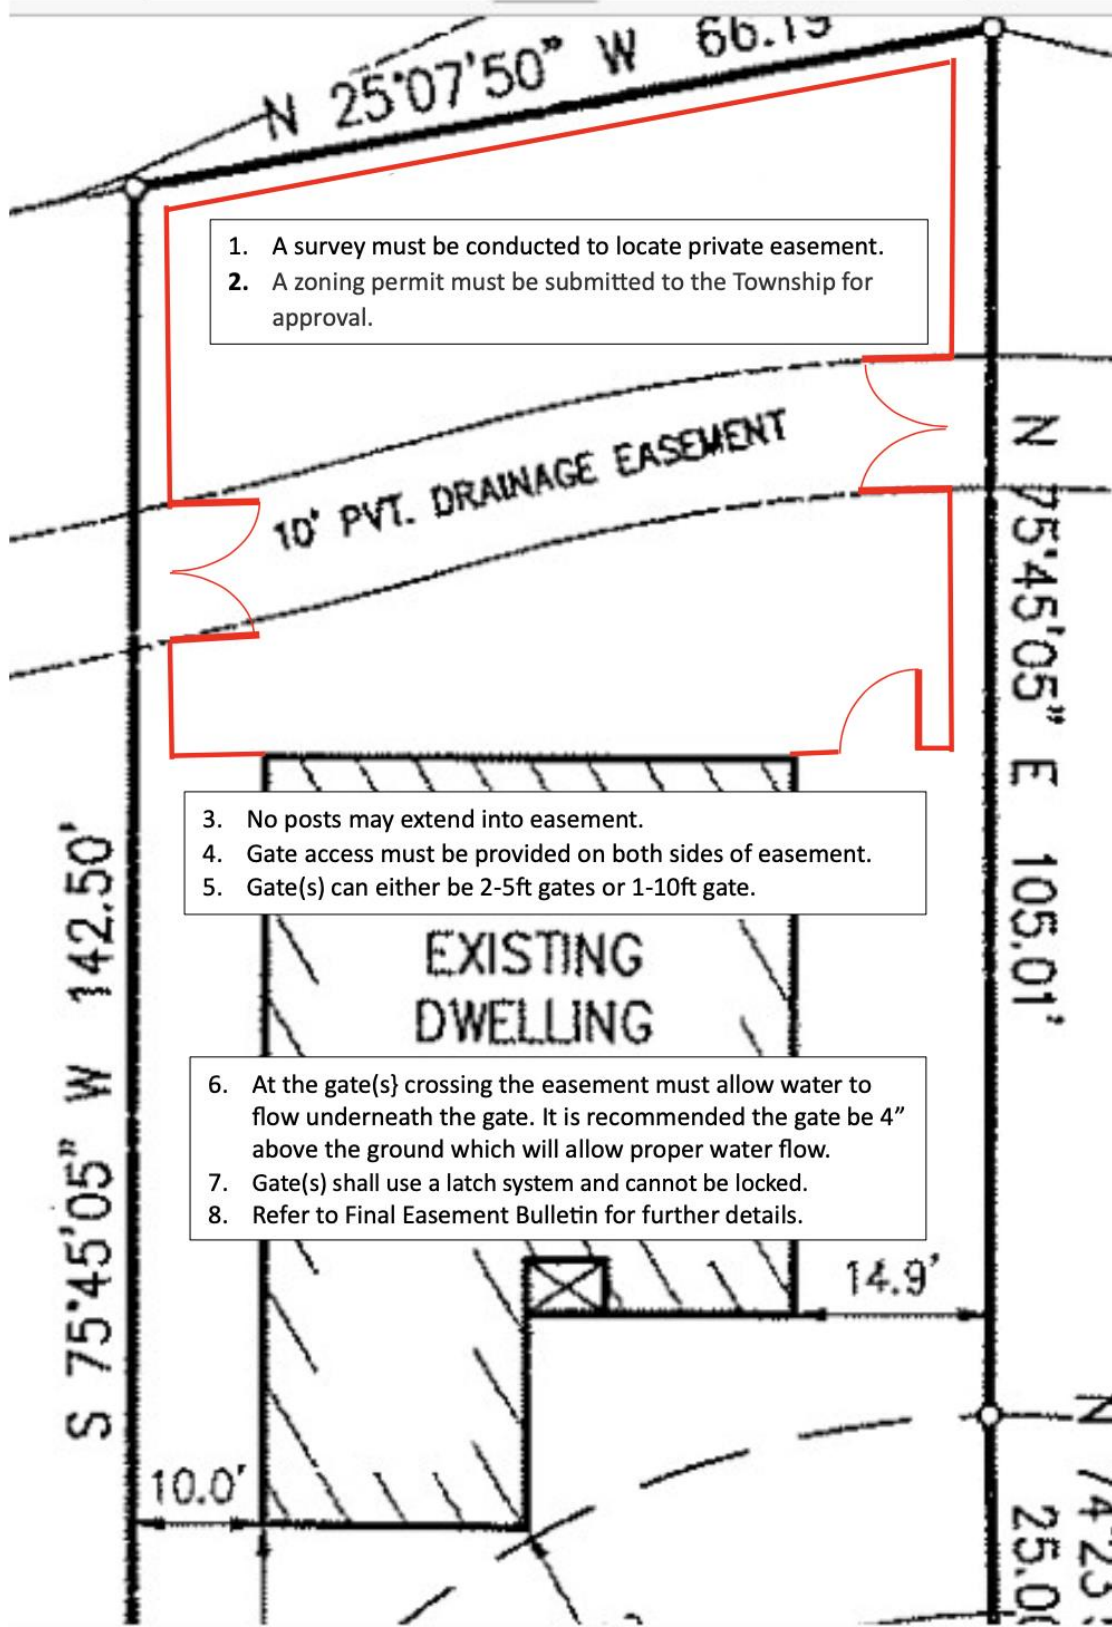 N 25°07'50” W 66.19
1. A survey must be conducted to locate private easement.
2. A zoning permit must be submitted to the Township for
approval.
10' PVT. DRAINAGE EASEMENT
N 75°45'05” E 105.01’
3. No posts may extend into easement.
4. Gate access must be provided on both sides of easement.
5. Gate(s) can either be 2-5ft gates or 1-10ft gate.
EXISTING
DWELLING
S 75°45'05” W 142.50'
6. At the gate(s} crossing the easement must allow water to
flow underneath the gate. It is recommended the gate be 4”
above the ground which will allow proper water flow.
7. Gate(s) shall use a latch system and cannot be locked.
8. Refer to Final Easement Bulletin for further details.
14.9’
10.0'
N